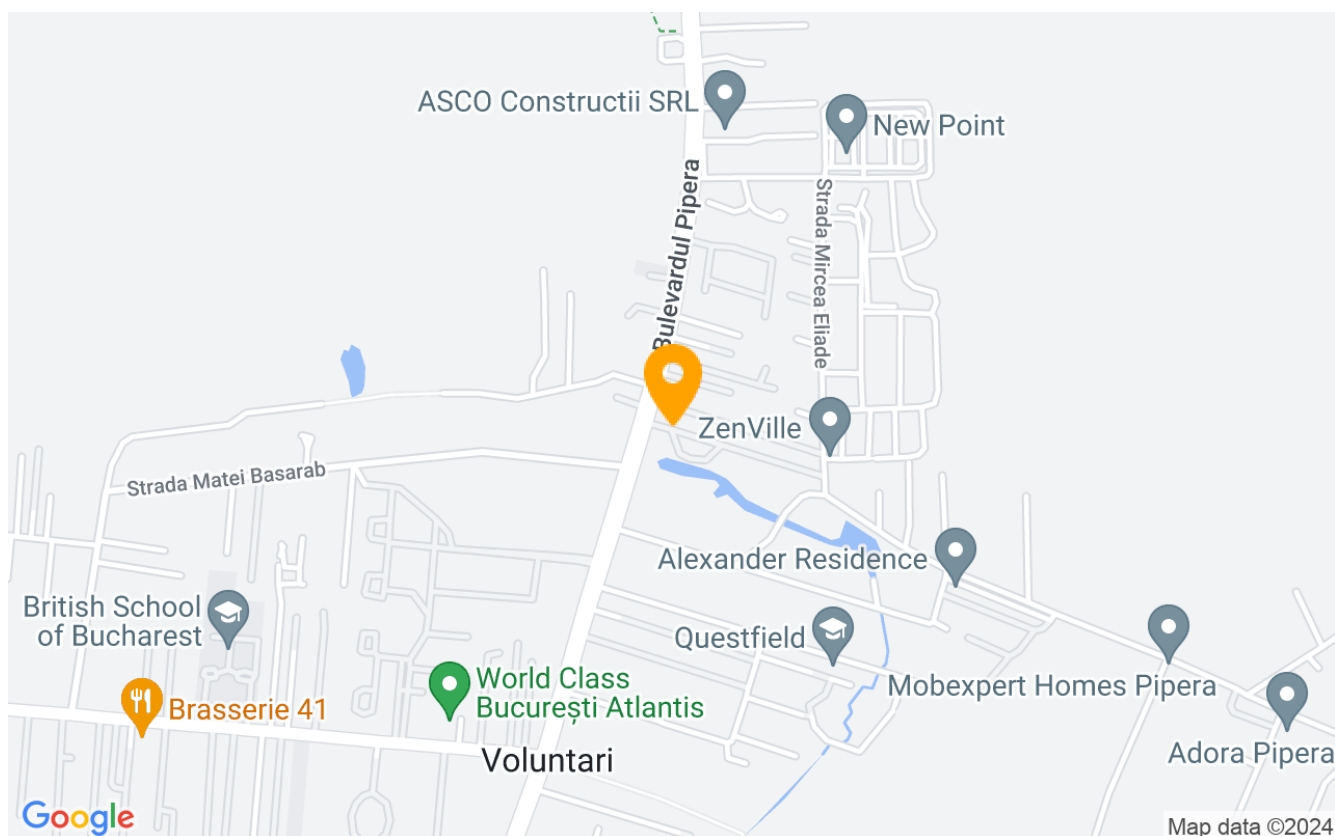 ASCO Constructii SRL
New Point
Bulevardul Pipera
Strada Mircea Eliade
ZenVille
Strada Matei Basarab
Alexander Residence
British School
of Bucharest
Questfield
World Class
București Atlantis
Mobexpert Homes Pipera
Brasserie 41
Adora Pipera
Voluntari
Google
Map data ©2024